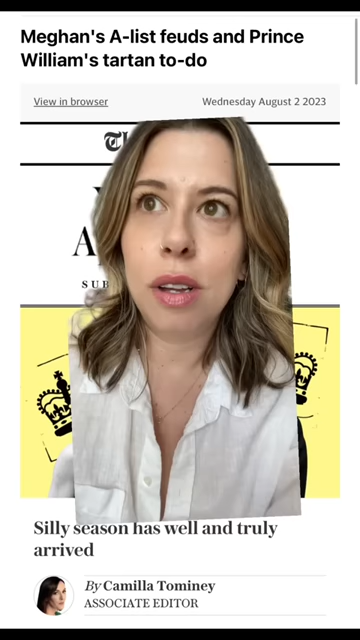 Meghan's A-list feuds and Prince
William's tartan to-do
View in browser
Wednesday August 2 2023
Silly season has well and truly
arrived
By Camilla Tominey
ASSOCIATE EDITOR